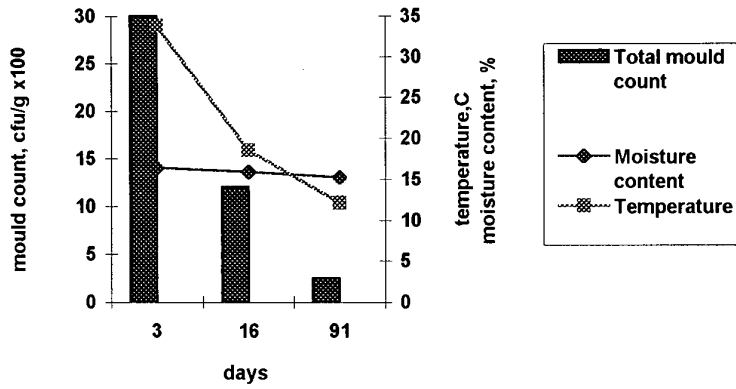 mould count, cfu/g x100
30
25
20
15
10
5
0
35
30
25
20
15
10
5
0
temperature,C
moisture content, %
3 16 91
days
Total mould
count
Moisture
content
Temperature